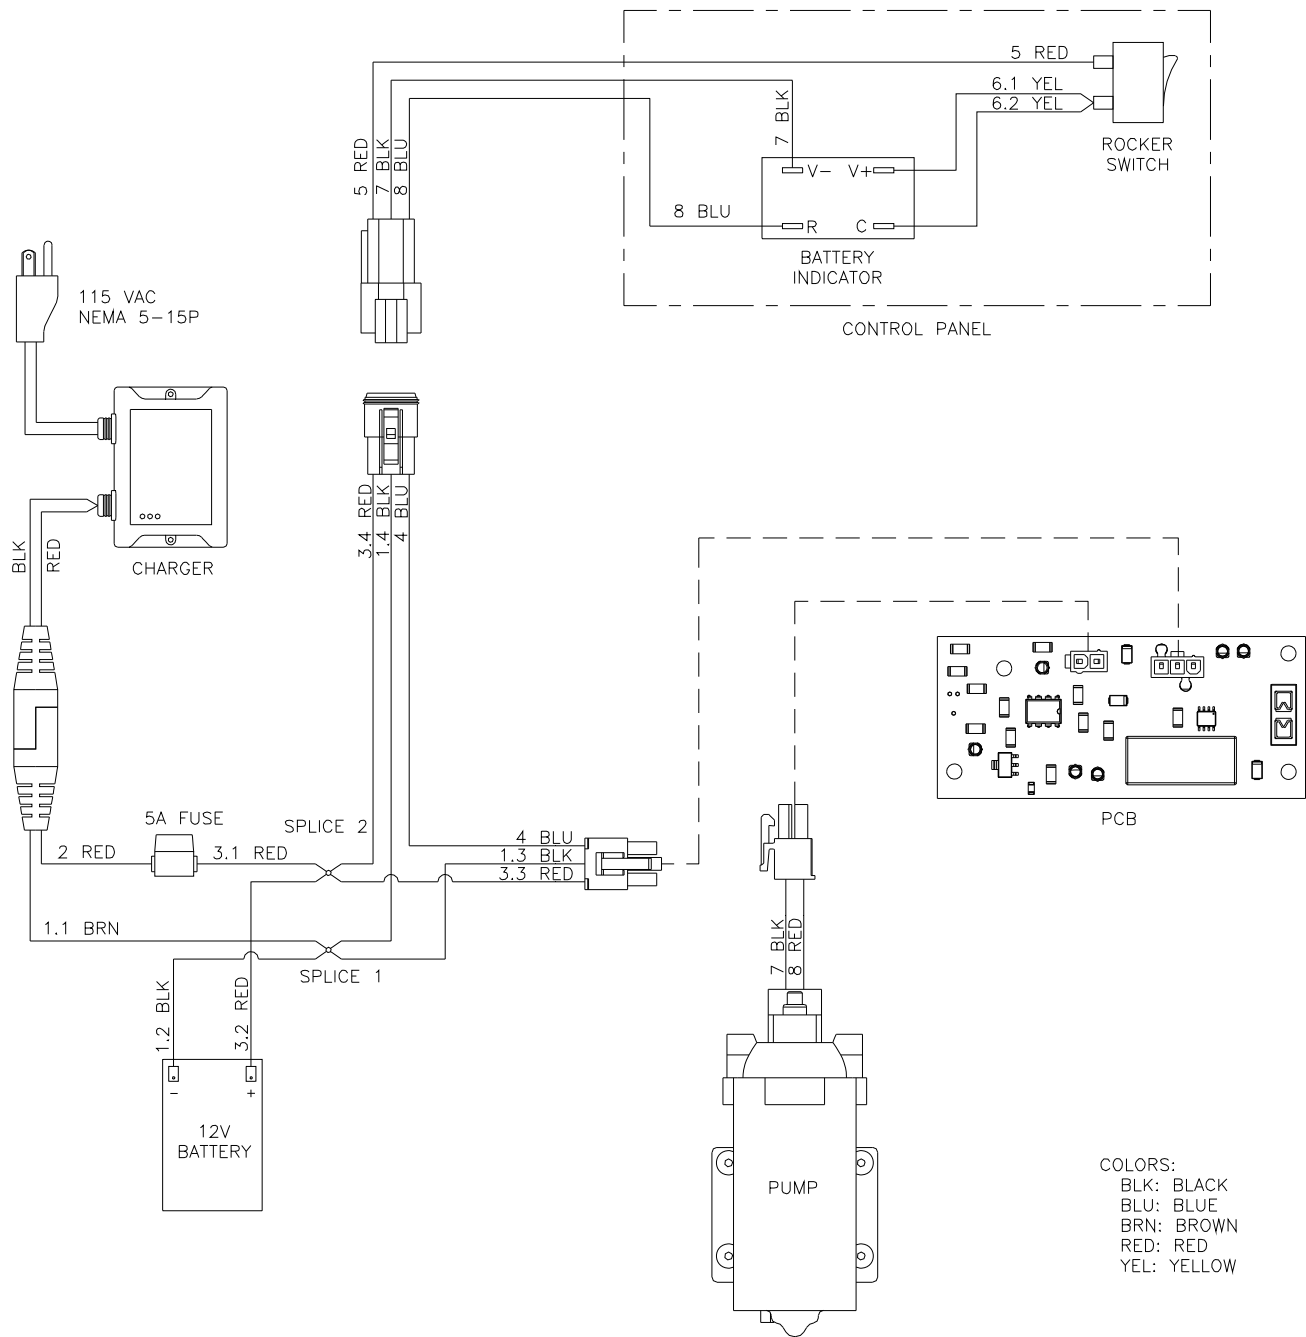 5 RED
6.1 YEL
6.2 YEL
7 BLK
ROCKER
SWITCH
5 RED
7 BLK
8 BLU
V-
V+
8 BLU
R
C
BATTERY
INDICATOR
CONTROL PANEL
115 VAC
NEMA 5-15P
3.4 RED
1.4 BLK
4 BLU
BLK
RED
CHARGER
PCB
5A FUSE
SPLICE 2
2 RED
3.1 RED
4 BLU
1.3 BLK
3.3 RED
1.1 BRN
SPLICE 1
7 BLK
8 RED
1.2 BLK
3.2 RED
-
+
12V
BATTERY
PUMP
COLORS:
BLK: BLACK
BLU: BLUE
BRN: BROWN
RED: RED
YEL: YELLOW